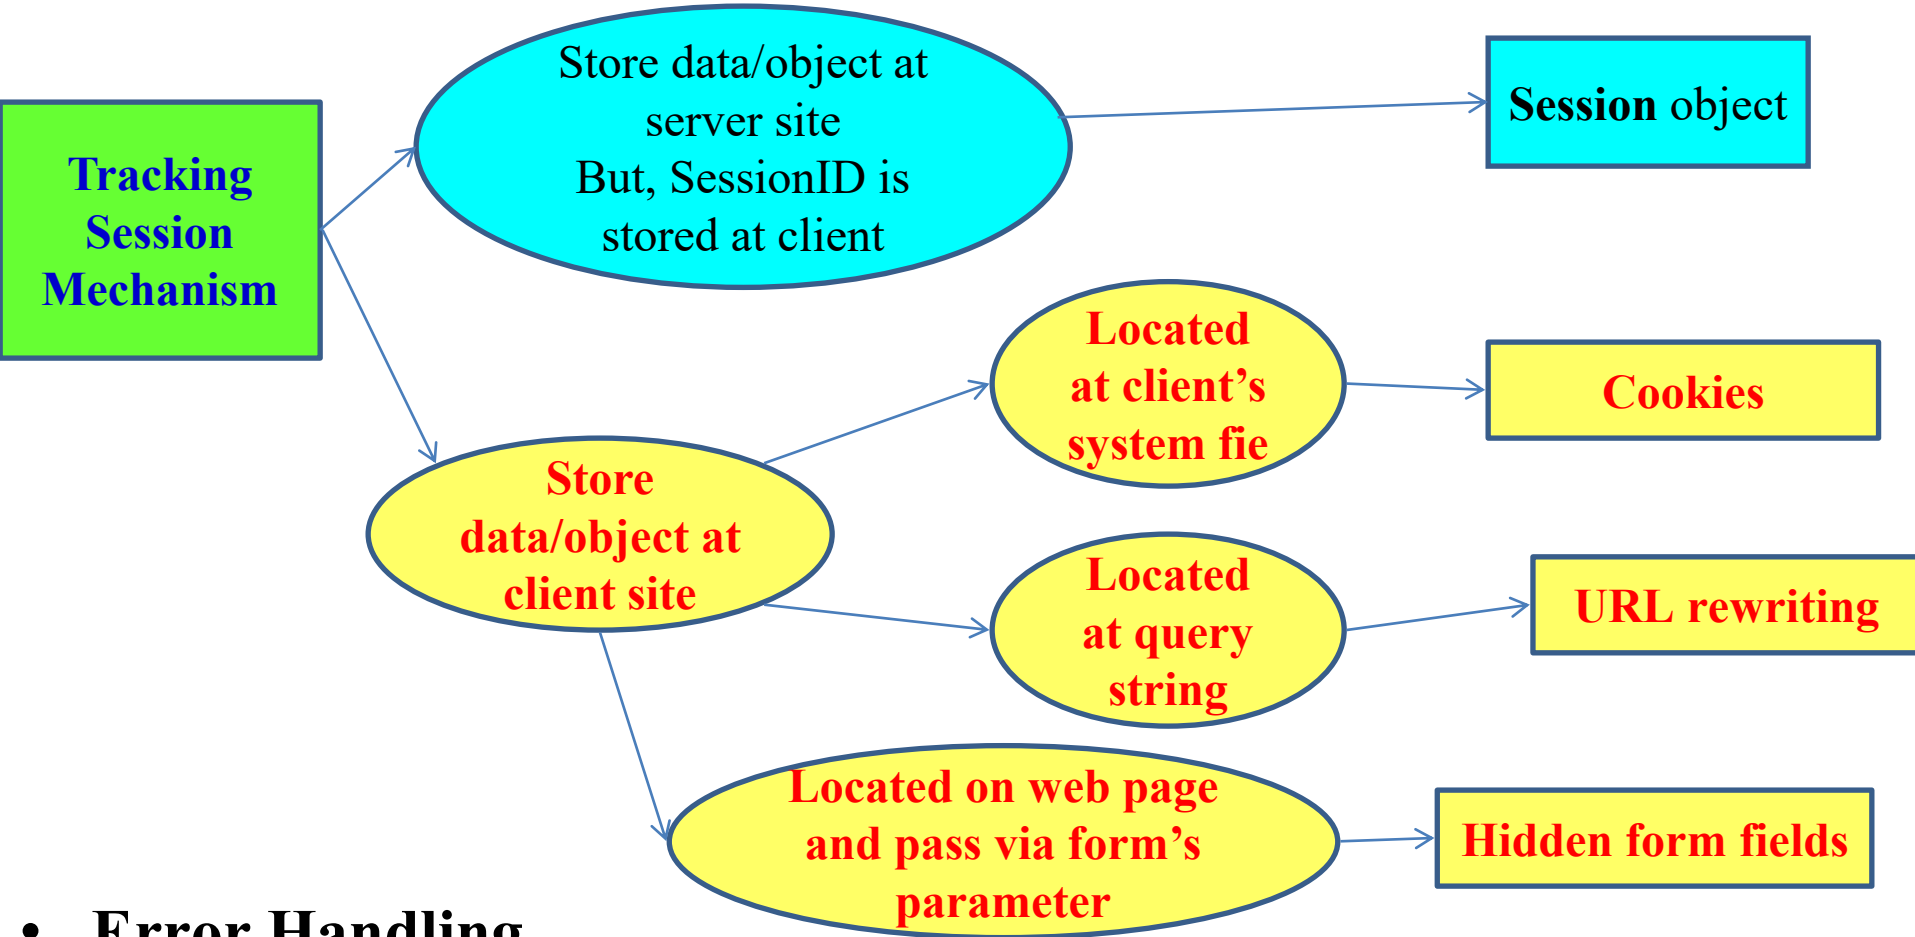 Tracking
Session
Mechanism
Store data/object at
server site
But, SessionID is
stored at client
Session object
Located
at client’s
system fie
Cookies
Store
data/object at
client site
Located
at query
string
URL rewriting
Located on web page
and pass via form’s
parameter
Hidden form fields
• Error Handling